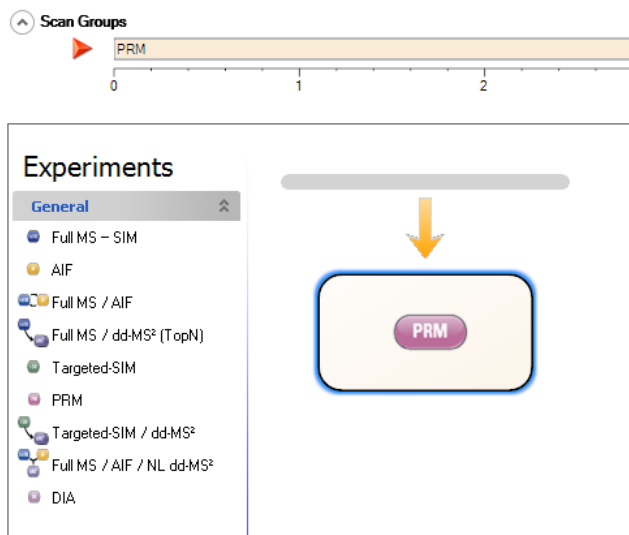 Scan Groups
PRM
0 1 2
Experiments
General
Full MS – SIM
AIF
Full MS / AIF
Full MS / dd-MS² (TopN)
Targeted-SIM
PRM
Targeted-SIM / dd-MS²
Full MS / AIF / NL dd-MS²
DIA
PRM